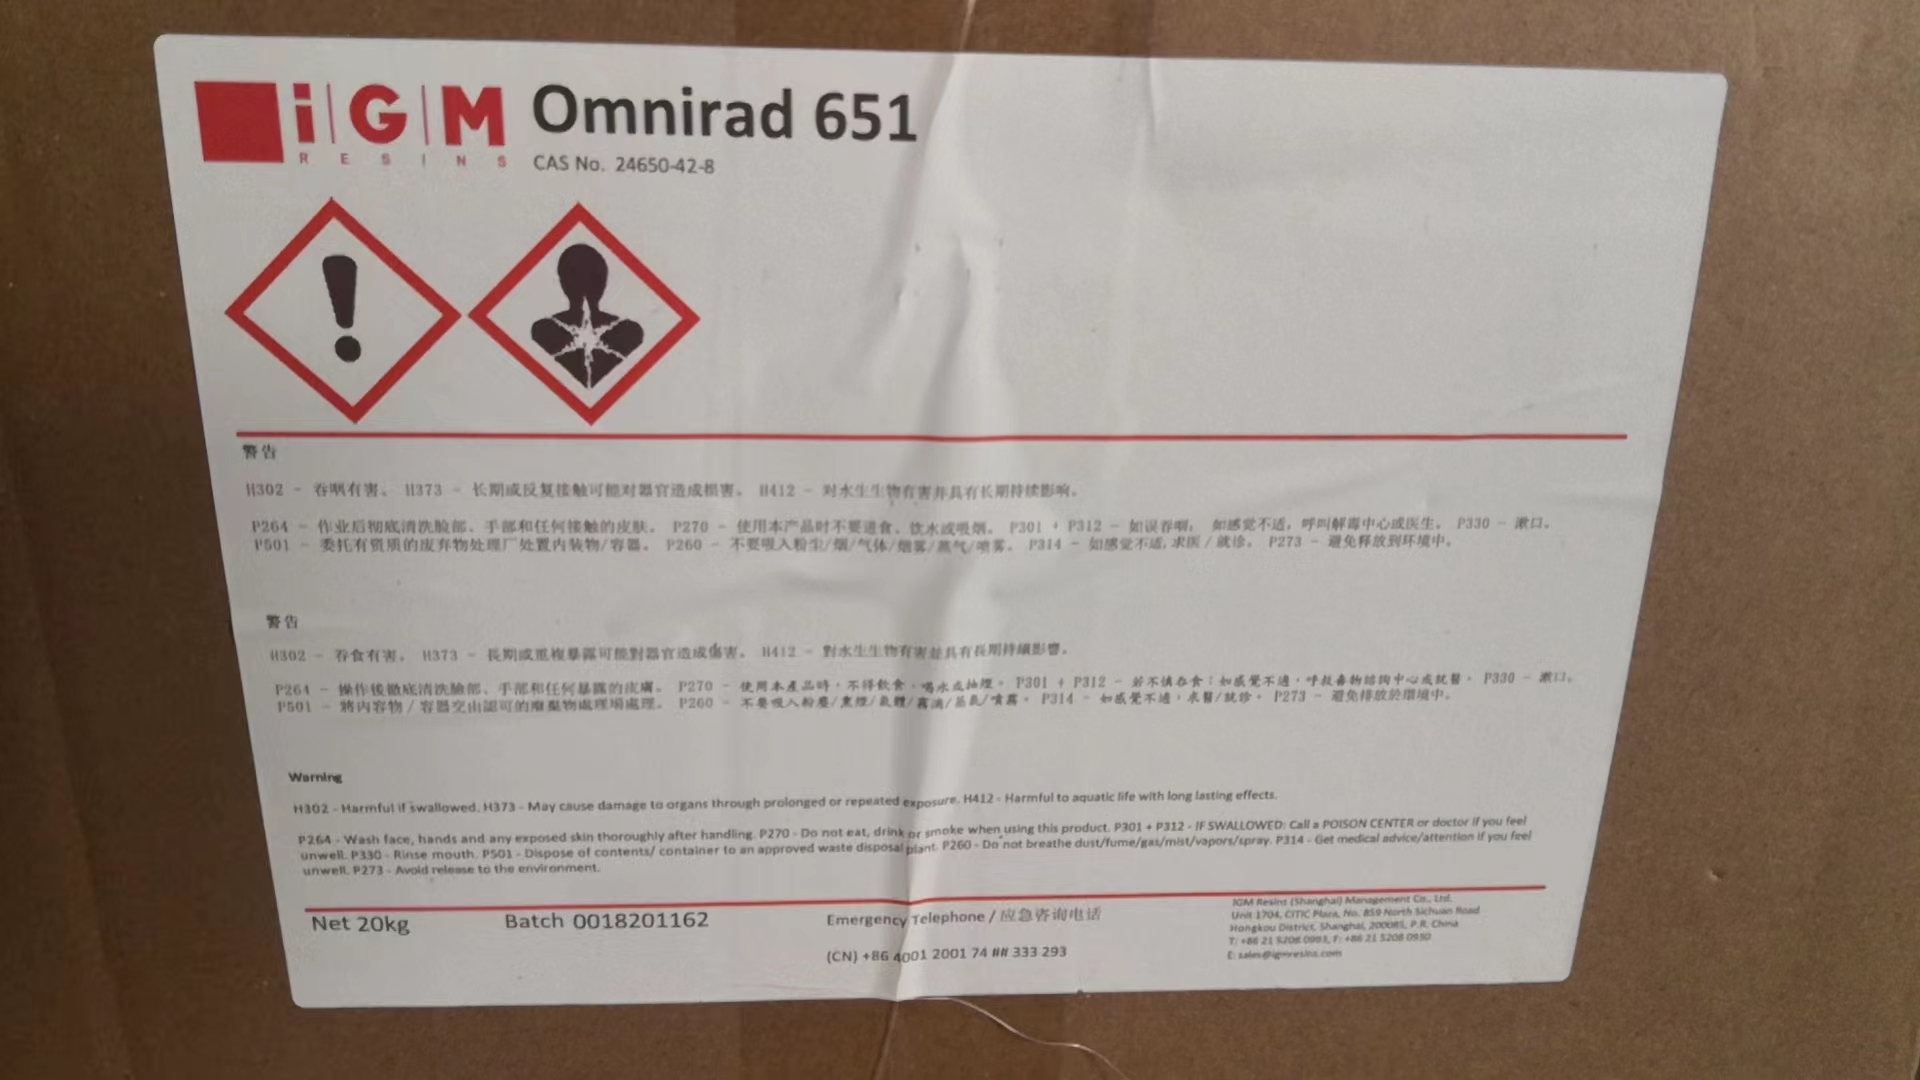 iGM Omnirad 651
RESINS CAS No. 24650-42-8
警告
H302 - 吞咽有害。 H373 - 长期或反复接触可能对器官造成损害。 H412 - 对水生生物有害并具有长期持续影响。
P264 - 作业后彻底清洗脸部、手部和任何接触的皮肤。 P270 - 使用本产品时不要进食、饮水或吸烟。 P301 + P312 - 如误吞咽: 如感觉不适, 呼叫解毒中心或医生。 P330 - 漱口。
P501 - 委托有资质的废弃物处理厂处置内装物/容器。 P260 - 不要吸入粉尘/烟/气体/烟雾/蒸气/喷雾。 P314 - 如感觉不适,求医/就诊。 P273 - 避免释放到环境中。
警告
H302 - 吞食有害。 H373 - 長期或重複暴露可能對器官造成傷害。 H412 - 對水生生物有害並具有長期持續影響。
P264 - 操作後徹底清洗臉部、手部和任何暴露的皮膚。 P270 - 使用本產品時,不得飲食、喝水或抽煙。 P301 + P312 - 若不慎吞食:如感覺不適,呼救毒物諮詢中心或就醫。 P330 - 漱口。
P501 - 將內容物/容器交由認可的廢棄物處理場處理。 P260 - 不要吸入粉塵/熏煙/氣體/霧滴/蒸氣/噴霧。 P314 - 如感覺不適,求醫/就診。 P273 - 避免排放於環境中。
Warning
H302 - Harmful if swallowed. H373 - May cause damage to organs through prolonged or repeated exposure. H412 - Harmful to aquatic life with long lasting effects.
P264 - Wash face, hands and any exposed skin thoroughly after handling. P270 - Do not eat, drink or smoke when using this product. P301 + P312 - IF SWALLOWED: Call a POISON CENTER or doctor if you feel
unwell. P330 - Rinse mouth. P501 - Dispose of contents/ container to an approved waste disposal plant. P260 - Do not breathe dust/fume/gas/mist/vapors/spray. P314 - Get medical advice/attention if you feel
unwell. P273 - Avoid release to the environment.
Net 20kg Batch 0018201162
Emergency Telephone / 应急咨询电话
(CN) +86 4001 2001 74 ## 333 293
IGM Resins (Shanghai) Management Co., Ltd.
Unit 1704, CITIC Plaza, No. 859 North Sichuan Road
Hongkou District, Shanghai, 200085, P.R. China
T: +86 21 5208 0993, F: +86 21 5208 0930
E: sales@igmresins.com